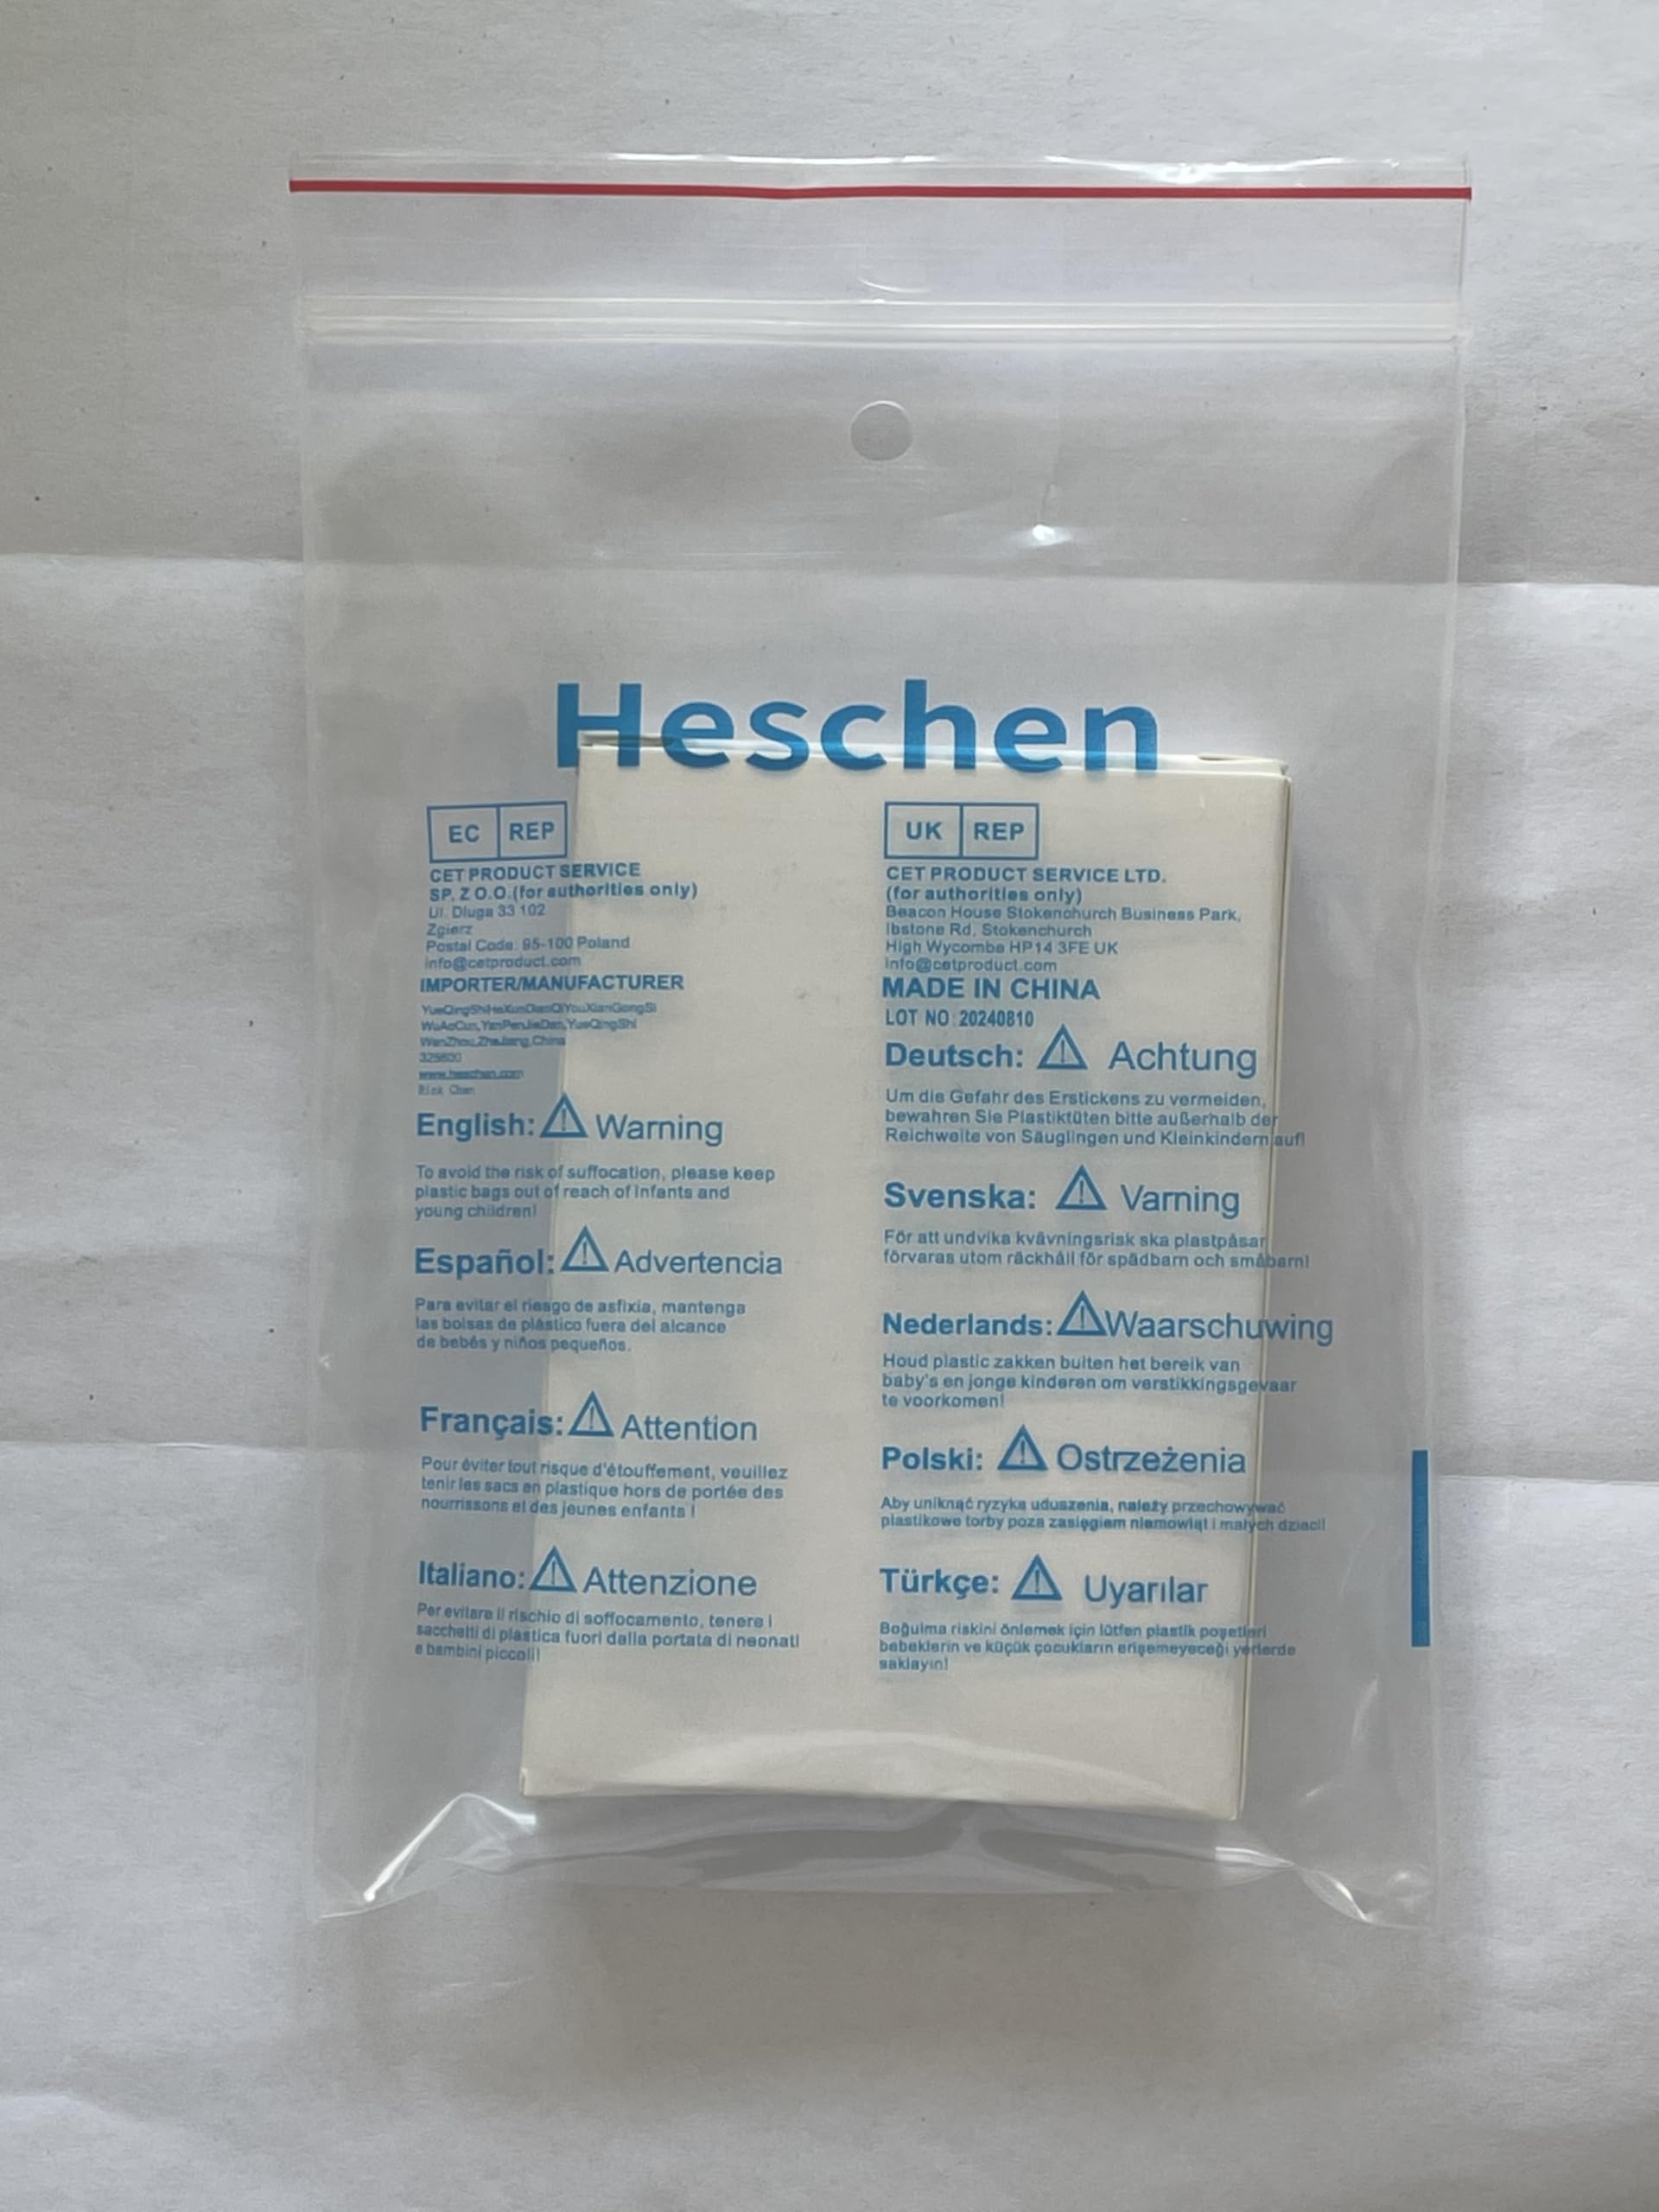 Heschen
EC REP
CET PRODUCT SERVICE
SP. Z O.O.(for authorities only)
Ul. Dluga 33 102
Zgierz
Postal Code: 95-100 Poland
info@cetproduct.com
IMPORTER/MANUFACTURER
YueQingShiHeXunDianQiYouXianGongSi
WuAoCun,YanPenJieDao,YueQingShi
WenZhou,ZheJiang,China
325600
www.heschen.com
Chen
English: Warning
To avoid the risk of suffocation, please keep
plastic bags out of reach of infants and
young children!
Español: Advertencia
Para evitar el riesgo de asfixia, mantenga
las bolsas de plástico fuera del alcance
de bebés y niños pequeños.
Français: Attention
Pour éviter tout risque d'étouffement, veuillez
tenir les sacs en plastique hors de portée des
nourrissons et des jeunes enfants !
Italiano: Attenzione
Per evitare il rischio di soffocamento, tenere i
sacchetti di plastica fuori dalla portata di neonati
e bambini piccoli!
UK REP
CET PRODUCT SERVICE LTD.
(for authorities only)
Beacon House Stokenchurch Business Park,
Ibstone Rd, Stokenchurch
High Wycombe HP14 3FE UK
info@cetproduct.com
MADE IN CHINA
LOT NO: 20240810
Deutsch: Achtung
Um die Gefahr des Erstickens zu vermeiden,
bewahren Sie Plastiktüten bitte außerhalb der
Reichweite von Säuglingen und Kleinkindern auf!
Svenska: Varning
För att undvika kvävningsrisk ska plastpåsar
förvaras utom räckhåll för spädbarn och småbarn!
Nederlands: Waarschuwing
Houd plastic zakken buiten het bereik van
baby's en jonge kinderen om verstikkingsgevaar
te voorkomen!
Polski: Ostrzeżenia
Aby uniknąć ryzyka uduszenia, należy przechowywać
plastikowe torby poza zasięgiem niemowląt i małych dzieci!
Türkçe: Uyarılar
Boğulma riskini önlemek için lütfen plastik poşetleri
bebeklerin ve küçük çocukların erişemeyeceği yerlerde
saklayın!